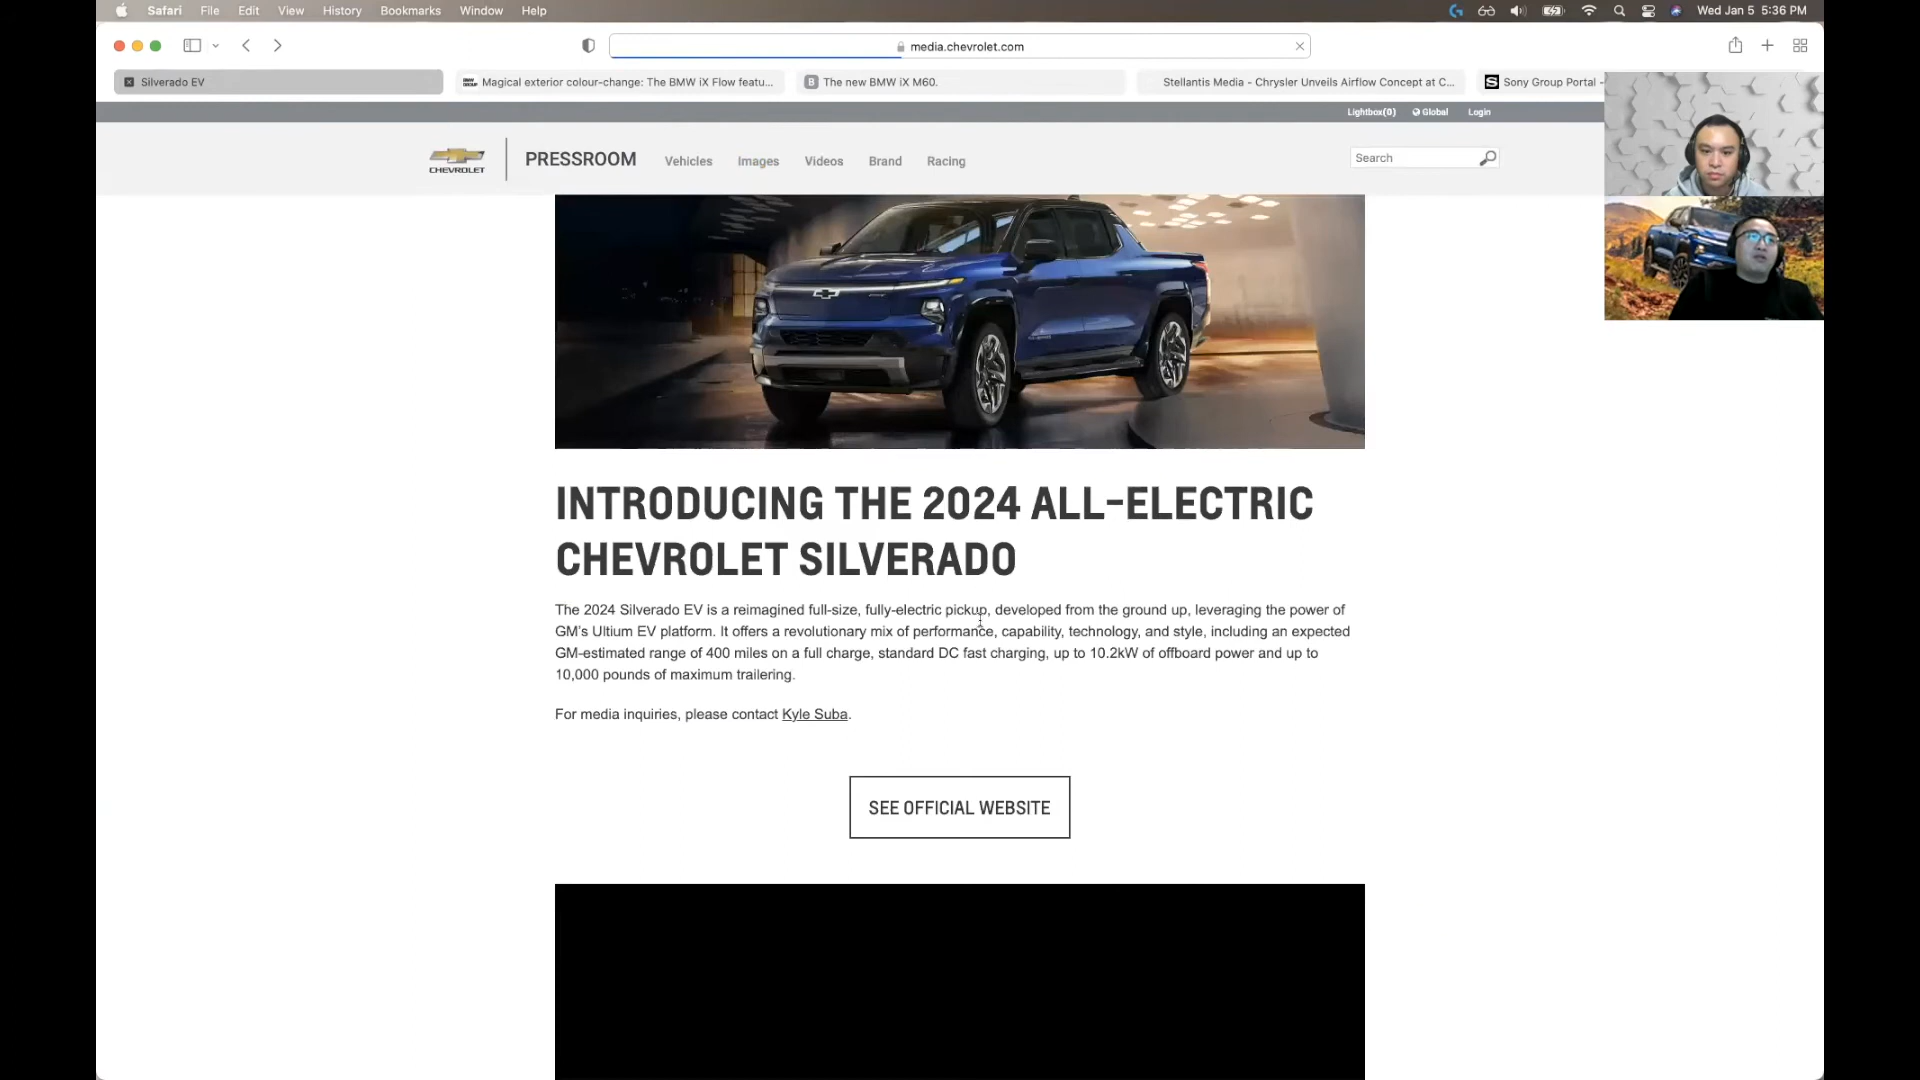 Safari File Edit View History Bookmarks Window Help Wed Jan 5 5:36 PM
media.chevrolet.com
Silverado EV
Magical exterior colour-change: The BMW iX Flow featu...
B The new BMW iX M60.
Stellantis Media - Chrysler Unveils Airflow Concept at C...
S Sony Group Portal -
Lightbox(0) Global Login
CHEVROLET
PRESSROOM Vehicles Images Videos Brand Racing
Search
INTRODUCING THE 2024 ALL-ELECTRIC
CHEVROLET SILVERADO
The 2024 Silverado EV is a reimagined full-size, fully-electric pickup, developed from the ground up, leveraging the power of
GM's Ultium EV platform. It offers a revolutionary mix of performance, capability, technology, and style, including an expected
GM-estimated range of 400 miles on a full charge, standard DC fast charging, up to 10.2kW of offboard power and up to
10,000 pounds of maximum trailering.
For media inquiries, please contact Kyle Suba.
SEE OFFICIAL WEBSITE